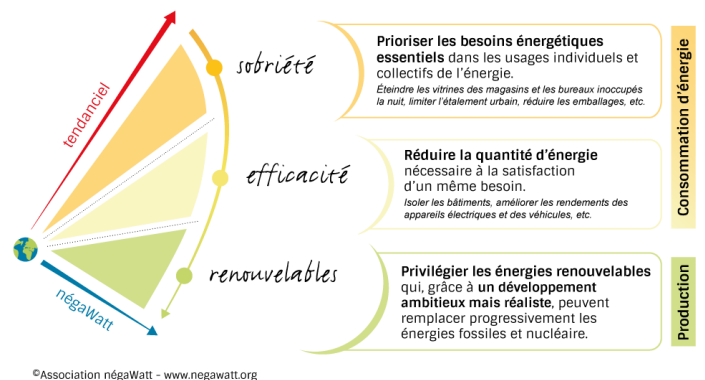 tendanciel
négaWatt
sobriété
Prioriser les besoins énergétiques
essentiels dans les usages individuels et
collectifs de l’énergie.
Éteindre les vitrines des magasins et les bureaux inoccupés
la nuit, limiter l’étalement urbain, réduire les emballages, etc.
efficacité
Réduire la quantité d’énergie
nécessaire à la satisfaction
d’un même besoin.
Isoler les bâtiments, améliorer les rendements des
appareils électriques et des véhicules, etc.
Consommation d’énergie
renouvelables
Privilégier les énergies renouvelables
qui, grâce à un développement
ambitieux mais réaliste, peuvent
remplacer progressivement les
énergies fossiles et nucléaire.
Production
©Association négaWatt - www.negawatt.org